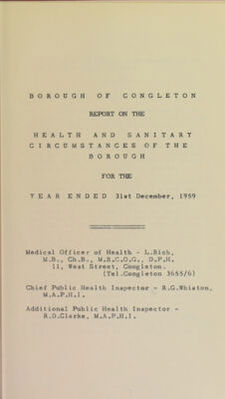 BOROUGH OF CONGLETON
REPORT ON THE
HEALTH AND SANITARY
CIRCUMSTANCES OF THE
BOROUGH
FOR THE
YEAR ENDED 31st December, 1959
Medical Officer of Health - L.Rich,
M.B., Ch.B., M.R.C.O.G., D.P.H.
11, West Street, Congleton.
(Tel.Congleton 3655/6)
Chief Public Health Inspector - R.G.Whiston,
M.A.P.H.I.
Additional Public Health Inspector -
R.D.Clarke, M.A.P.H.I.